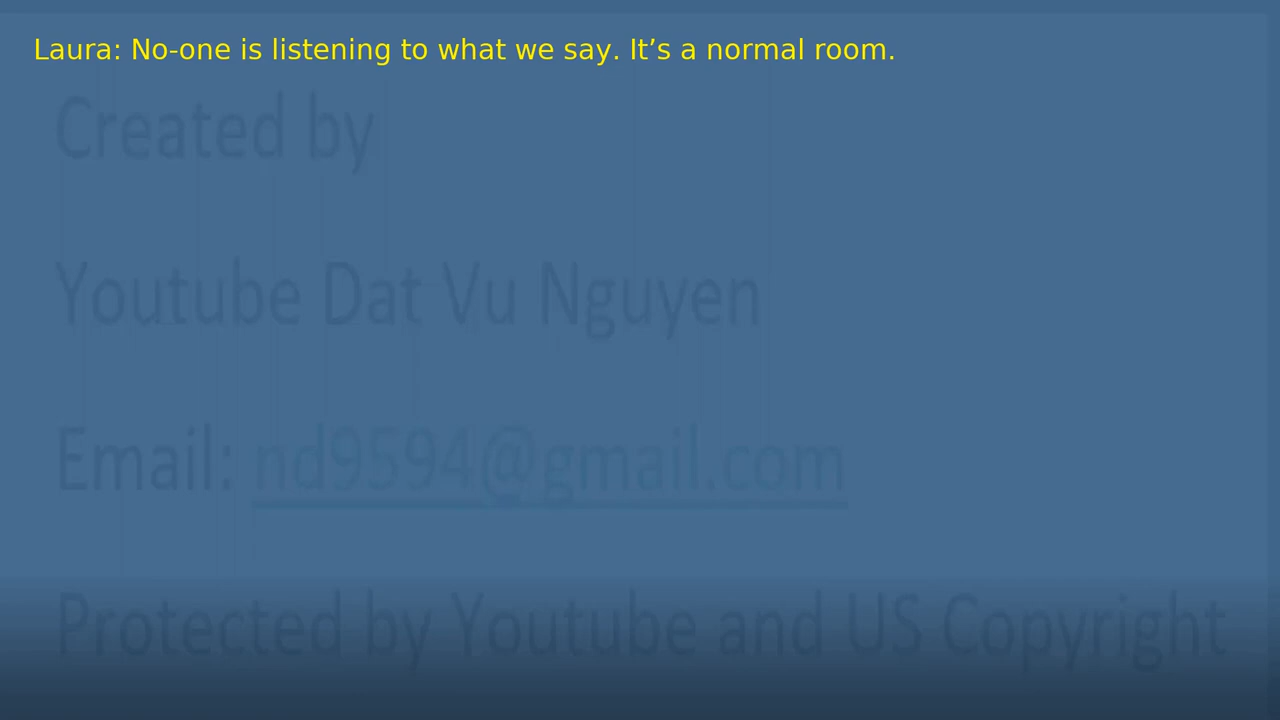 Laura: No-one is listening to what we say. It’s a normal room.
Created by
Youtube Dat Vu Nguyen
Email: nd9594@gmail.com
Protected by Youtube and US Copyright